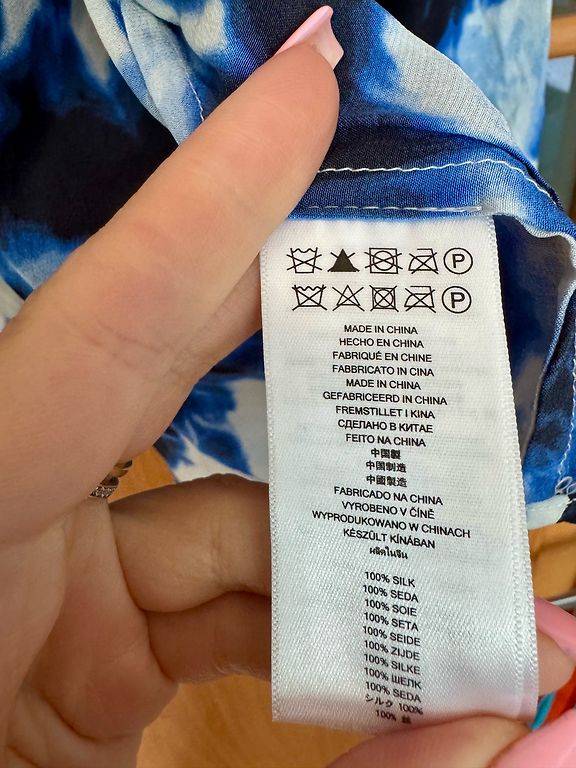 P
P
MADE IN CHINA
HECHO EN CHINA
FABRIQUÉ EN CHINE
FABBRICATO IN CINA
MADE IN CHINA
GEFABRICEERD IN CHINA
FREMSTILLET I KINA
СДЕЛАНО В КИТАЕ
FEITO NA CHINA
中国製
中国制造
中國製造
FABRICADO NA CHINA
VYROBENO V ČÍNĚ
WYPRODUKOWANO W CHINACH
KÉSZÜLT KÍNÁBAN
ผลิตในจีน
100% SILK
100% SEDA
100% SOIE
100% SETA
100% SEIDE
100% ZIJDE
100% SILKE
100% ШЕЛК
100% SEDA
シルク 100%
100% 丝